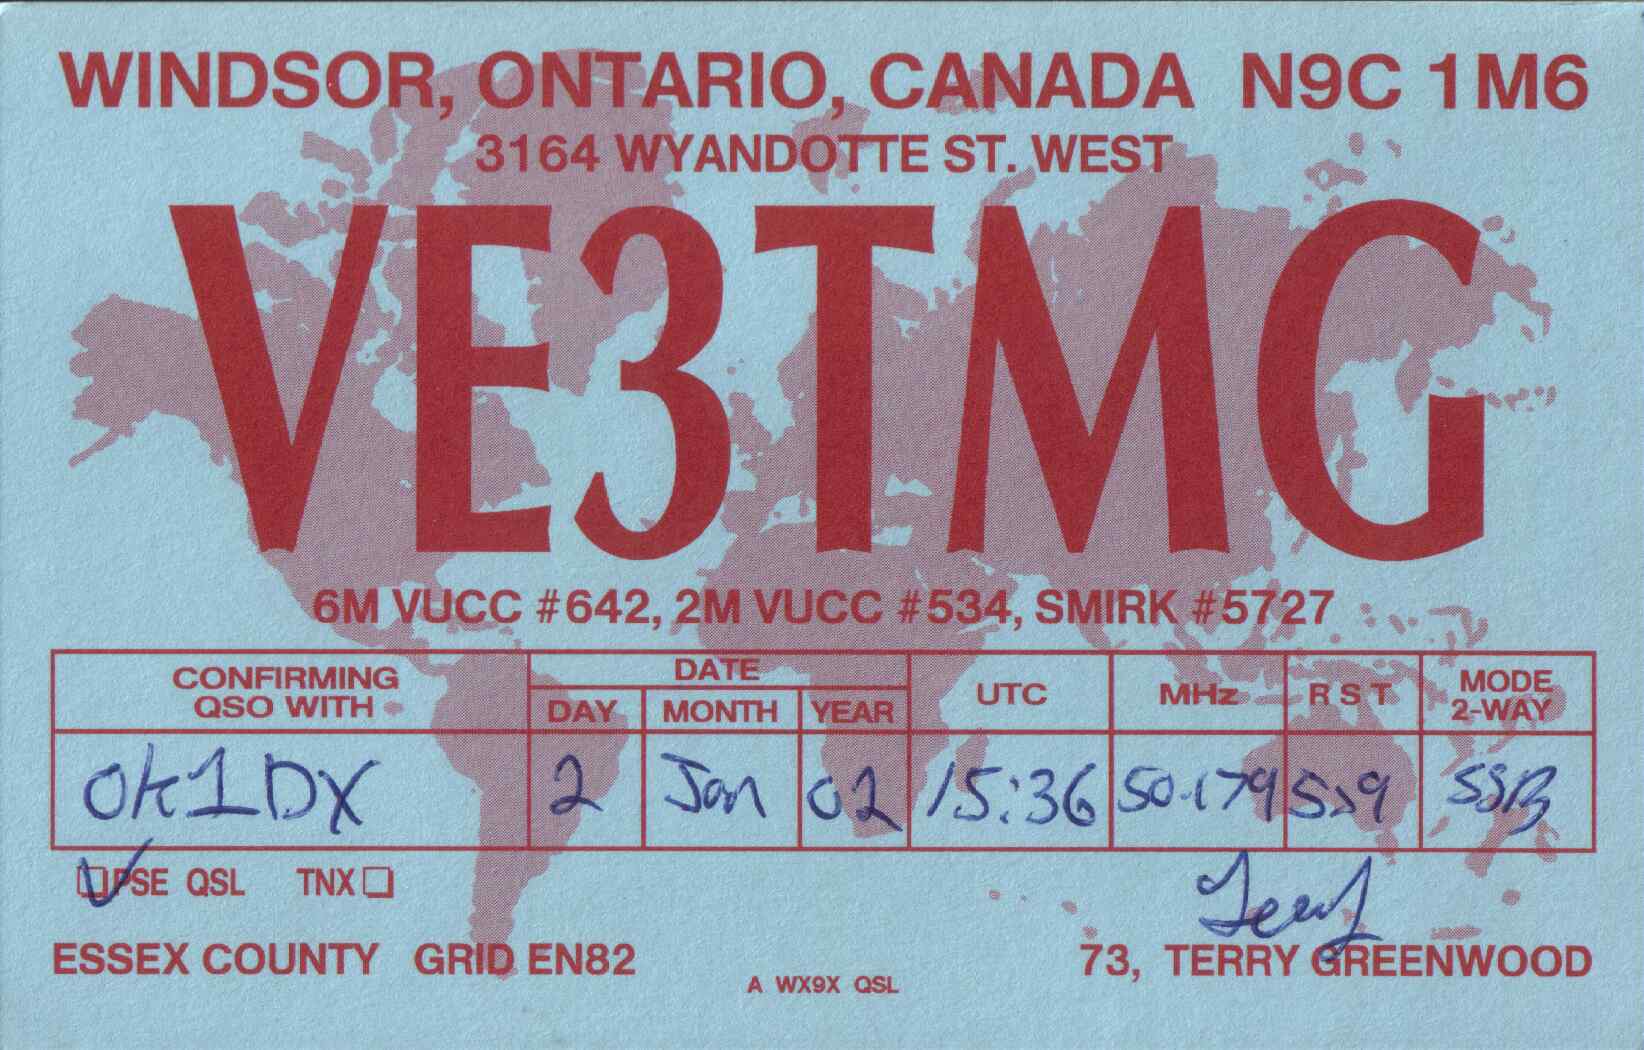 WINDSOR, ONTARIO, CANADA N9C 1M6
3164 WYANDOTTE ST. WEST
VE3TMG
6M VUCC #642, 2M VUCC #534, SMIRK #5727
CONFIRMING QSO WITH DATE DAY MONTH YEAR UTC MHz RST MODE 2-WAY
OK1DX 2 Jan 02 15:36 50.179 559 SSB
PSE QSL TNX
Terry
ESSEX COUNTY GRID EN82
73, TERRY GREENWOOD
A WX9X QSL